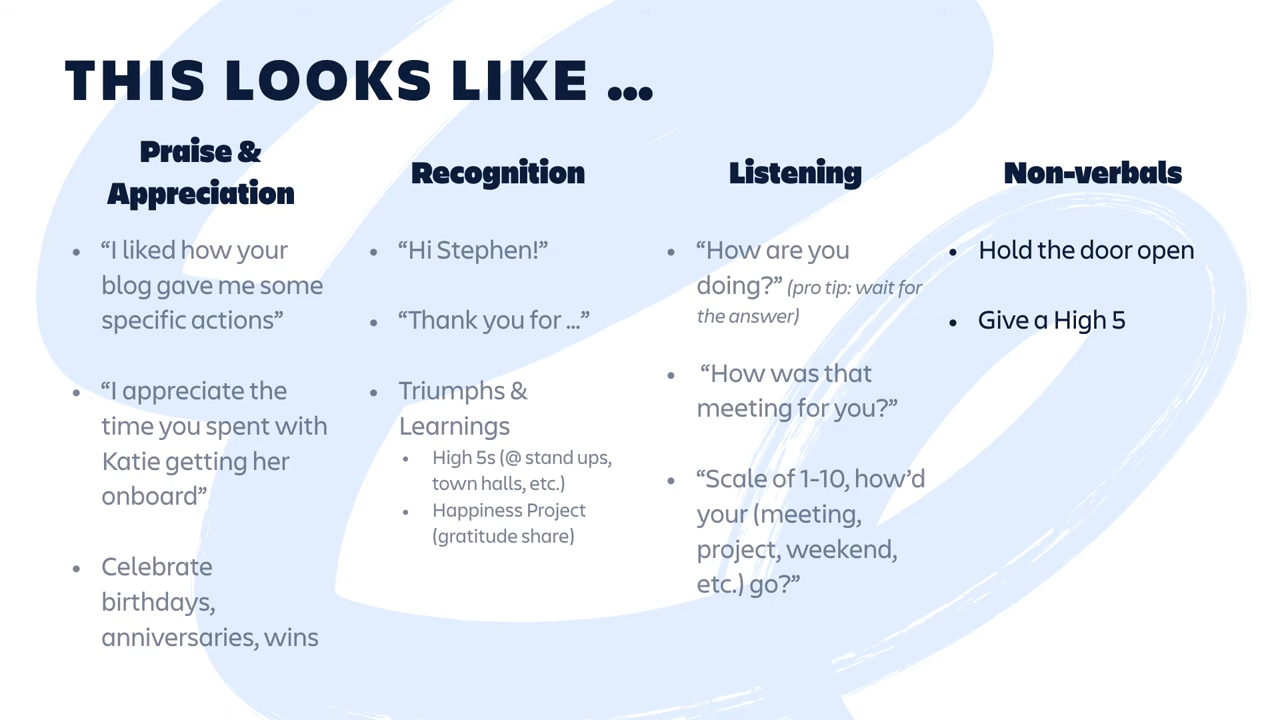 THIS LOOKS LIKE ...
Praise &
Appreciation
• “I liked how your
blog gave me some
specific actions”
• “I appreciate the
time you spent with
Katie getting her
onboard”
• Celebrate
birthdays,
anniversaries, wins
Recognition
• “Hi Stephen!”
• “Thank you for ...”
• Triumphs &
Learnings
• High 5s (@ stand ups,
town halls, etc.)
• Happiness Project
(gratitude share)
Listening
• “How are you
doing?” (pro tip: wait for
the answer)
• “How was that
meeting for you?”
• “Scale of 1-10, how’d
your (meeting,
project, weekend,
etc.) go?”
Non-verbals
• Hold the door open
• Give a High 5